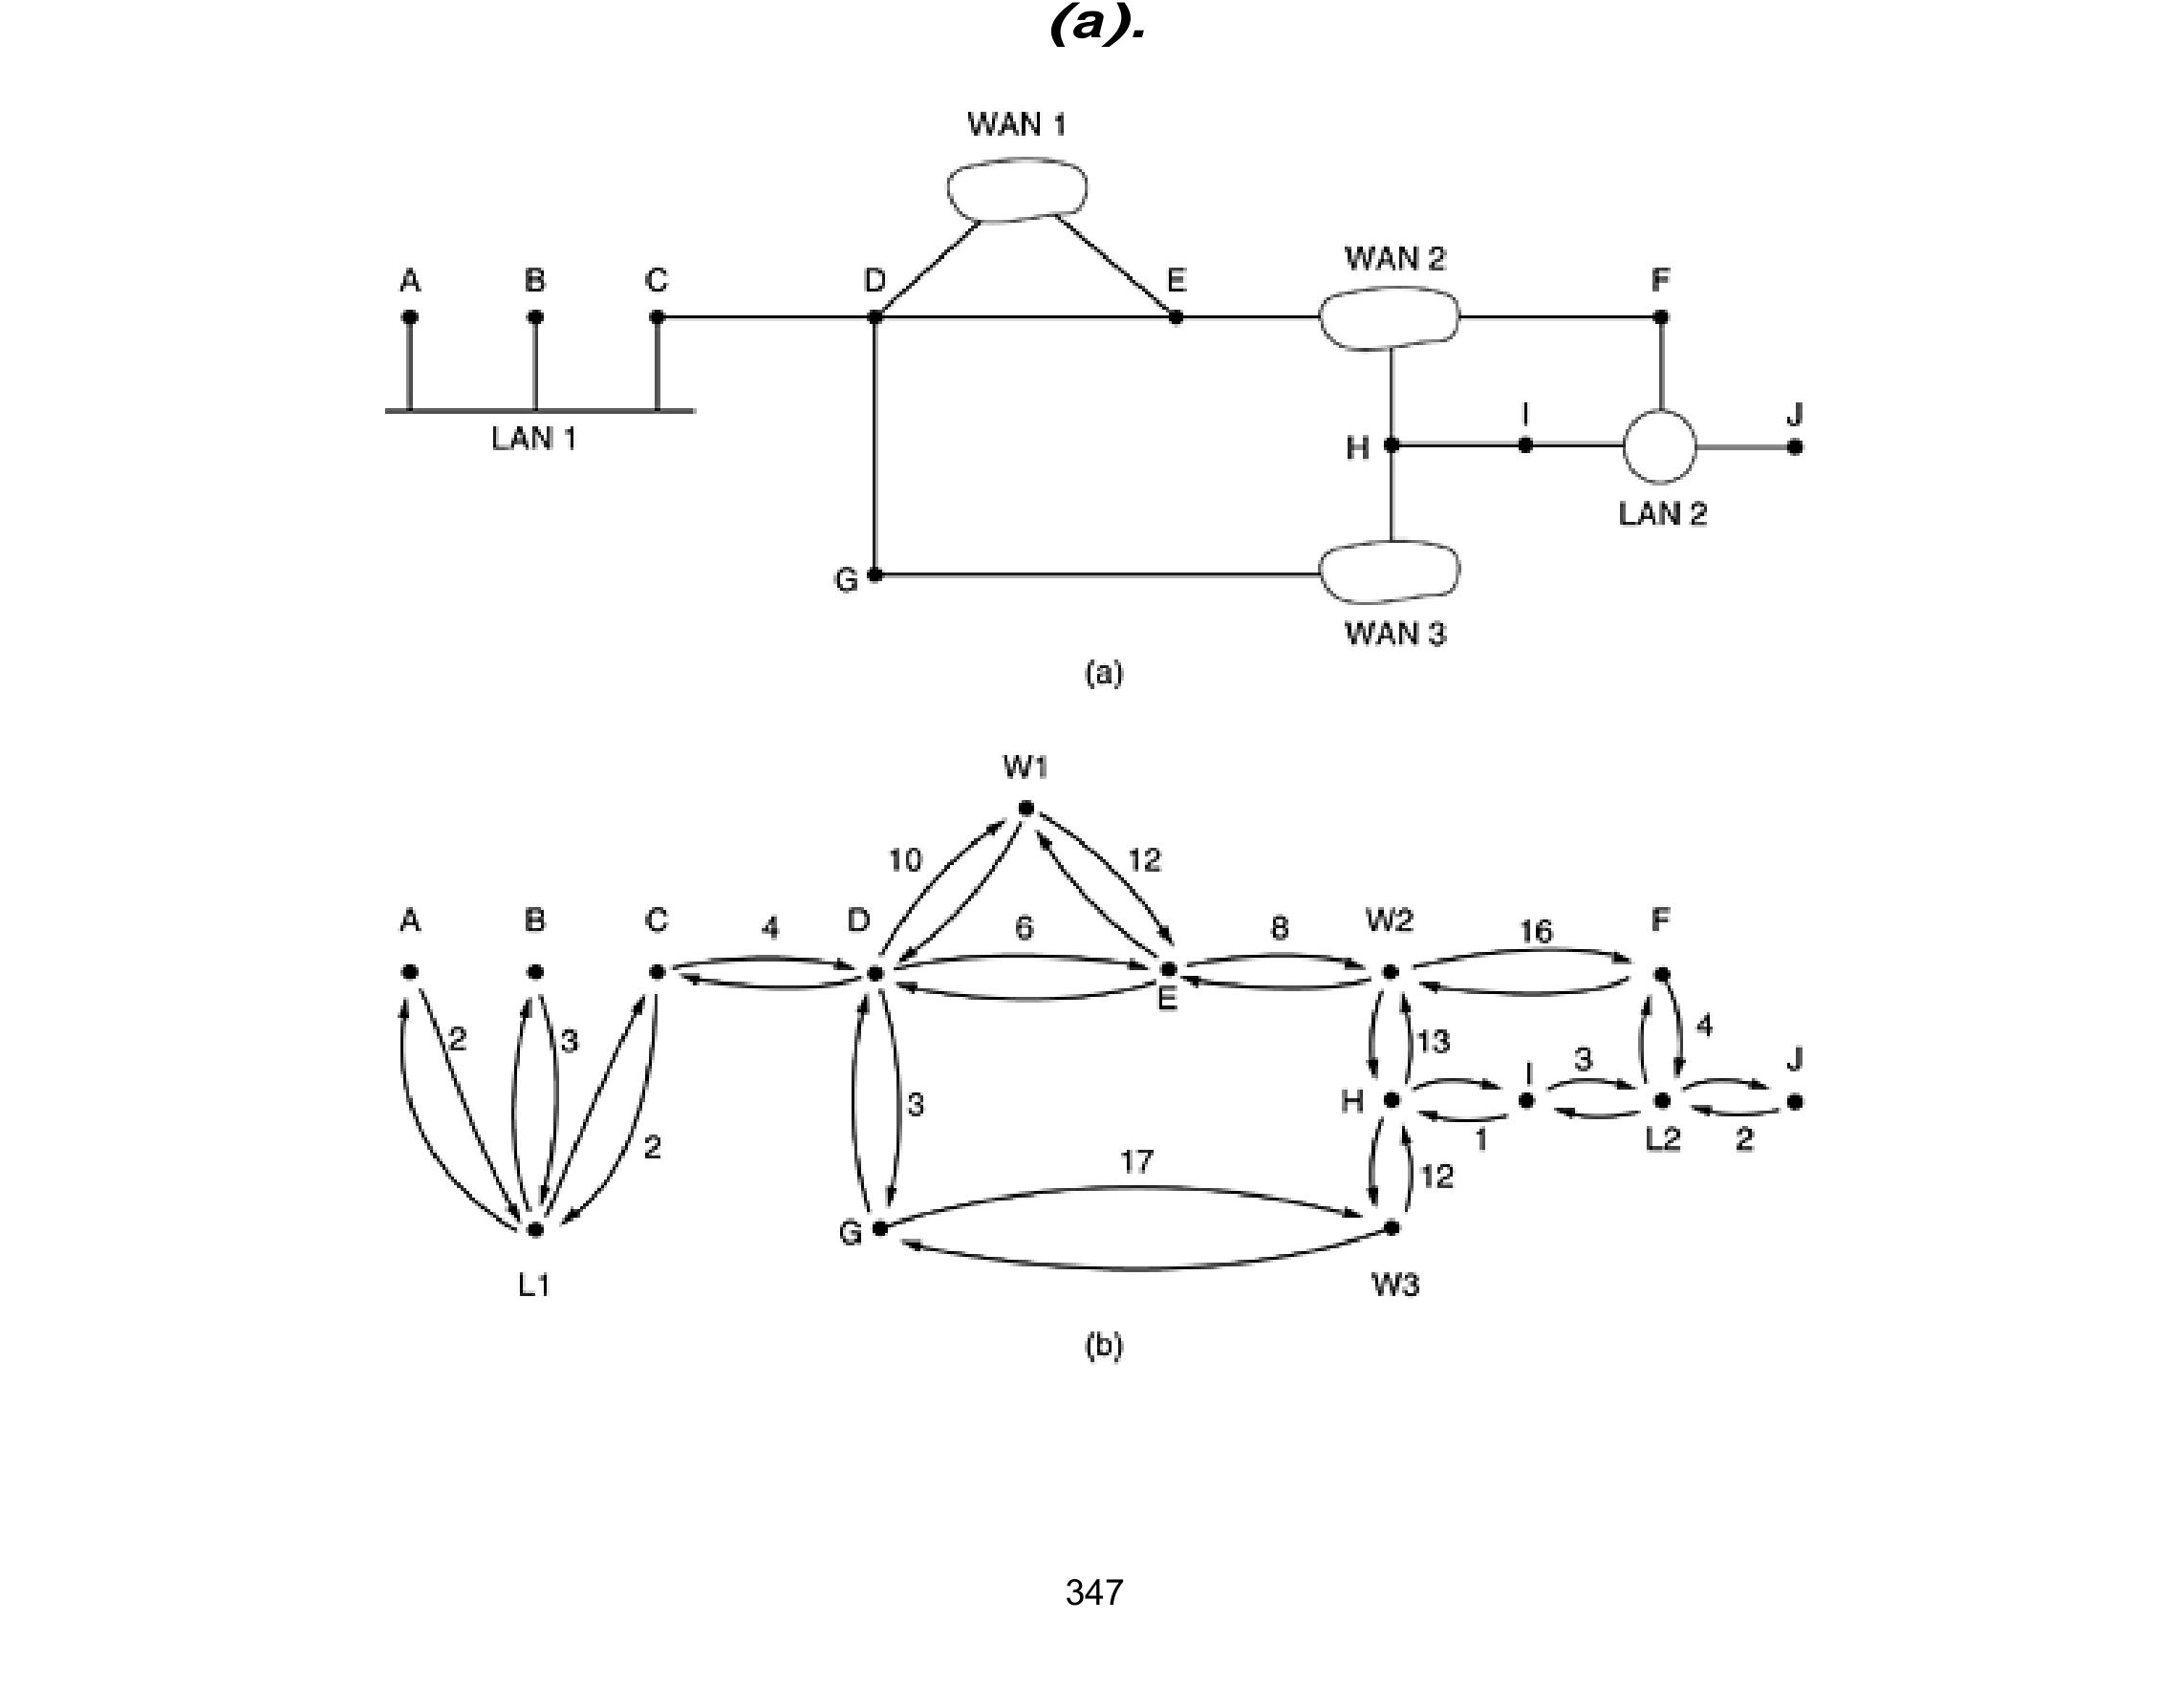 (a).
WAN 1
A B C D E WAN 2 F
LAN 1
H I J
LAN 2
G
WAN 3
(a)
W1
10 12
A B C 4 D 6 8 W2 16 F
E
2 3 13 4
3 J
I
H
3 2 1 L2 2
17 12
G
L1 W3
(b)
347